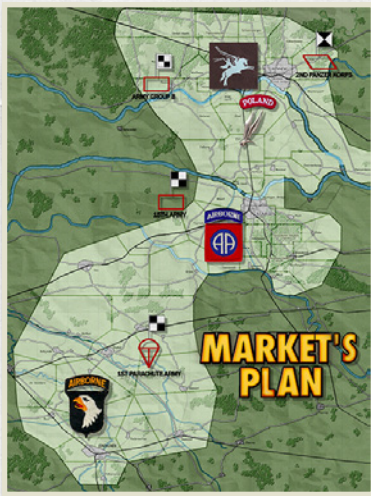 ARMY GROUP B
2ND PANZER KORPS
POLAND
15TH ARMY
AIRBORNE
AA
1ST PARACHUTE ARMY
MARKET'S
PLAN
AIRBORNE